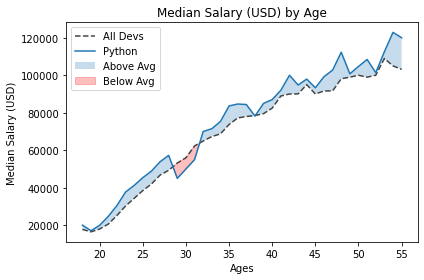 Median Salary (USD) by Age
All Devs
Python
Above Avg
Below Avg
Median Salary (USD)
120000
100000
80000
60000
40000
20000
20 25 30 35 40 45 50 55
Ages